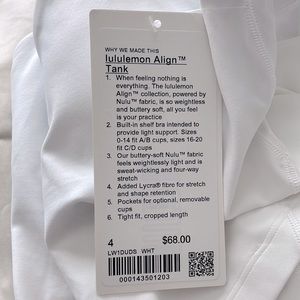 WHY WE MADE THIS
lululemon Align™
Tank
1. When feeling nothing is
everything. The lululemon
Align™ collection, powered by
Nulu™ fabric, is so weightless
and buttery soft, all you feel
is your practice
2. Built-in shelf bra intended to
provide light support. Sizes
0-14 fit A/B cups, sizes 16-20
fit C/D cups
3. Our buttery-soft Nulu™ fabric
feels weightlessly light and is
sweat-wicking and four-way
stretch
4. Added Lycra® fibre for stretch
and shape retention
5. Pockets for optional, removable
cups
6. Tight fit, cropped length
4 $68.00
LW1DUDS WHT
000143501203